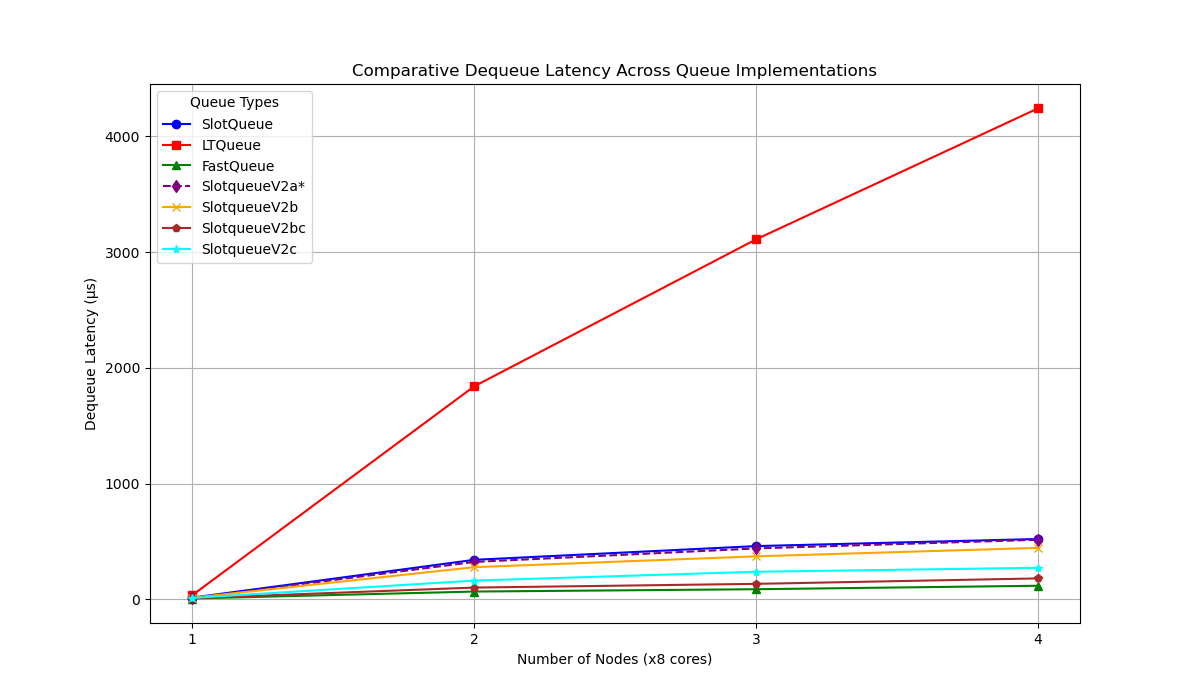 Comparative Dequeue Latency Across Queue Implementations
Queue Types
SlotQueue
LTQueue
FastQueue
SlotqueueV2a*
SlotqueueV2b
SlotqueueV2bc
SlotqueueV2c
Dequeue Latency (μs)
4000
3000
2000
1000
0
1 2 3 4
Number of Nodes (x8 cores)